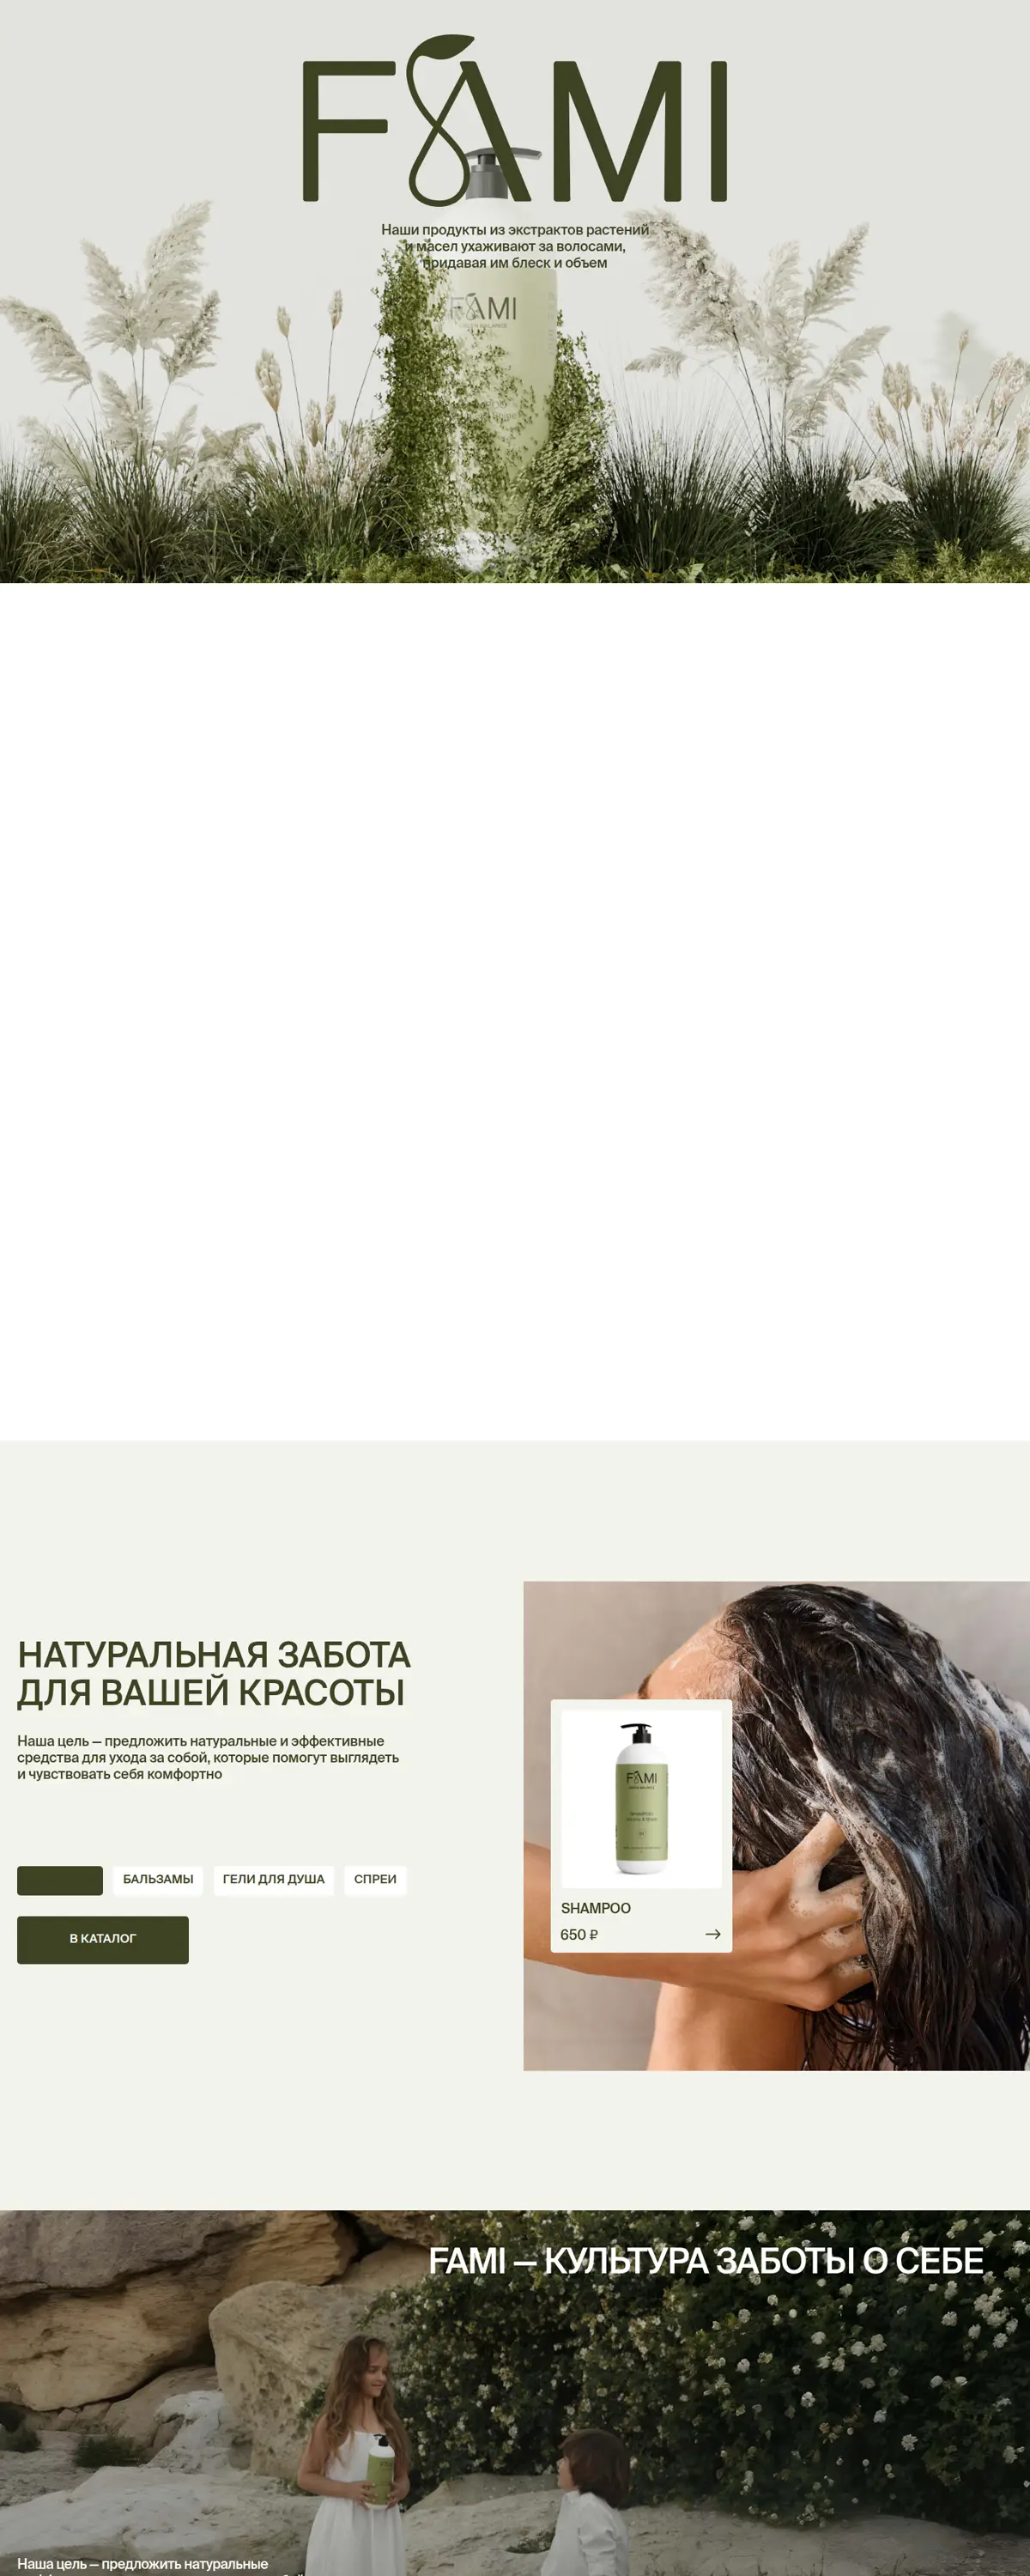 FAMI
Наши продукты из экстрактов растений
и масел ухаживают за волосами,
придавая им блеск и объем
FAMI
НАТУРАЛЬНАЯ ЗАБОТА
ДЛЯ ВАШЕЙ КРАСОТЫ
Наша цель — предложить натуральные и эффективные
средства для ухода за собой, которые помогут выглядеть
и чувствовать себя комфортно
БАЛЬЗАМЫ
ГЕЛИ ДЛЯ ДУША
СПРЕИ
В КАТАЛОГ
FAMI
SHAMPOO
SHAMPOO
650 ₽
FAMI — КУЛЬТУРА ЗАБОТЫ О СЕБЕ
Наша цель — предложить натуральные